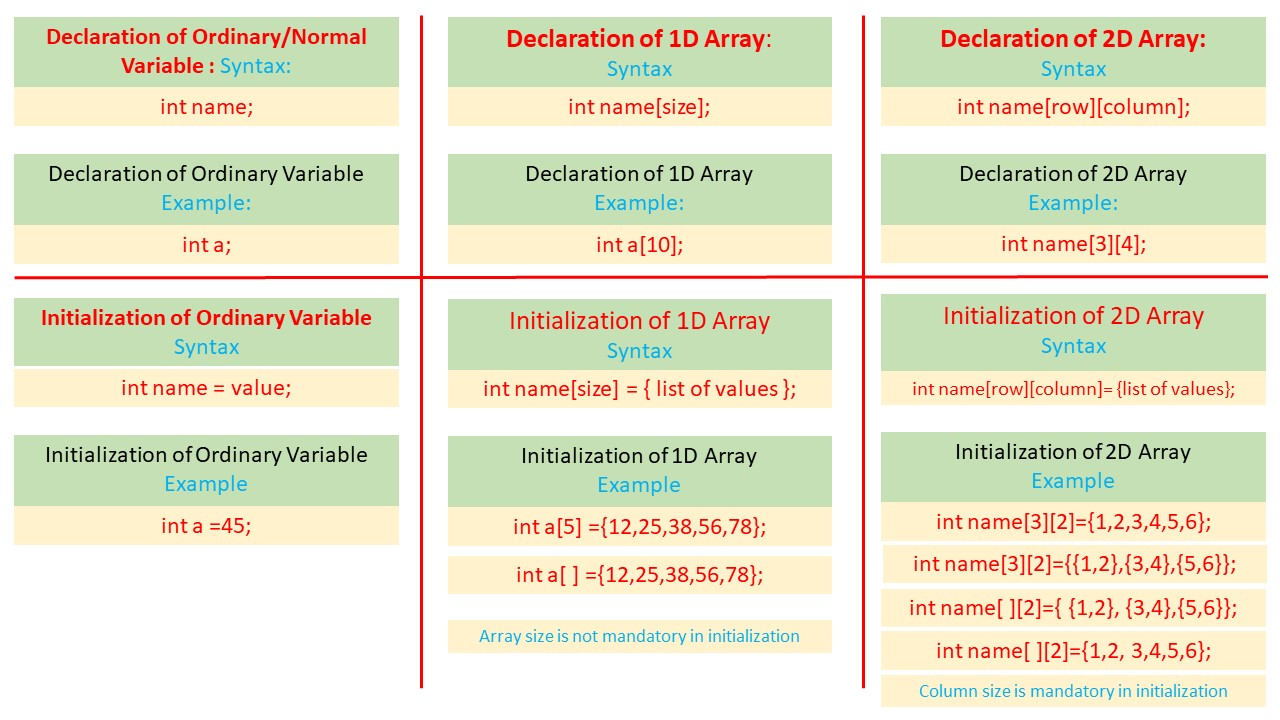 Declaration of Ordinary/Normal
Variable : Syntax:
int name;
Declaration of Ordinary Variable
Example:
int a;
Declaration of 1D Array:
Syntax
int name[size];
Declaration of 1D Array
Example:
int a[10];
Declaration of 2D Array:
Syntax
int name[row][column];
Declaration of 2D Array
Example:
int name[3][4];
Initialization of Ordinary Variable
Syntax
int name = value;
Initialization of Ordinary Variable
Example
int a =45;
Initialization of 1D Array
Syntax
int name[size] = { list of values };
Initialization of 1D Array
Example
int a[5] ={12,25,38,56,78};
int a[ ] ={12,25,38,56,78};
Array size is not mandatory in initialization
Initialization of 2D Array
Syntax
int name[row][column]= {list of values};
Initialization of 2D Array
Example
int name[3][2]={1,2,3,4,5,6};
int name[3][2]={{1,2},{3,4},{5,6}};
int name[ ][2]={ {1,2}, {3,4},{5,6}};
int name[ ][2]={1,2, 3,4,5,6};
Column size is mandatory in initialization